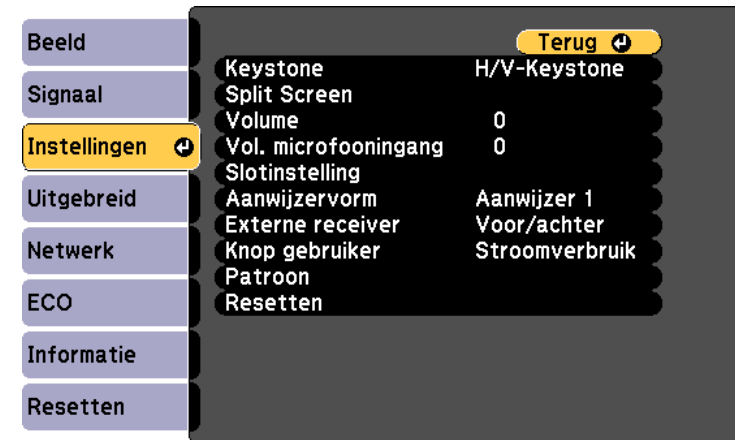 Beeld
Signaal
Instellingen
Uitgebreid
Netwerk
ECO
Informatie
Resetten
Terug
Keystone H/V-Keystone
Split Screen
Volume 0
Vol. microfooningang 0
Slotinstelling
Aanwijzervorm Aanwijzer 1
Externe receiver Voor/achter
Knop gebruiker Stroomverbruik
Patroon
Resetten